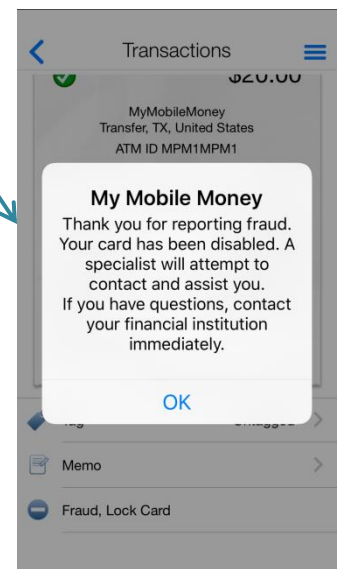 Transactions
$20.00
MyMobileMoney
Transfer, TX, United States
ATM ID MPM1MPM1
My Mobile Money
Thank you for reporting fraud.
Your card has been disabled. A
specialist will attempt to
contact and assist you.
If you have questions, contact
your financial institution
immediately.
OK
Tag Untagged
Memo
Fraud, Lock Card